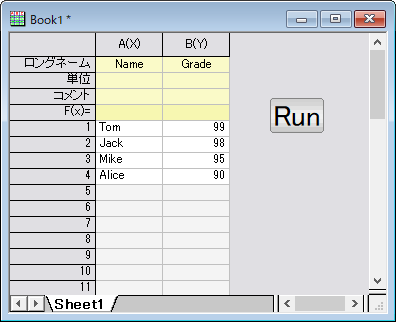 Book1 *
A(X) B(Y)
ロングネーム Name Grade
単位
コメント
F(x)=
1 Tom 99
2 Jack 98
3 Mike 95
4 Alice 90
5
6
7
8
9
10
11
Run
Sheet1